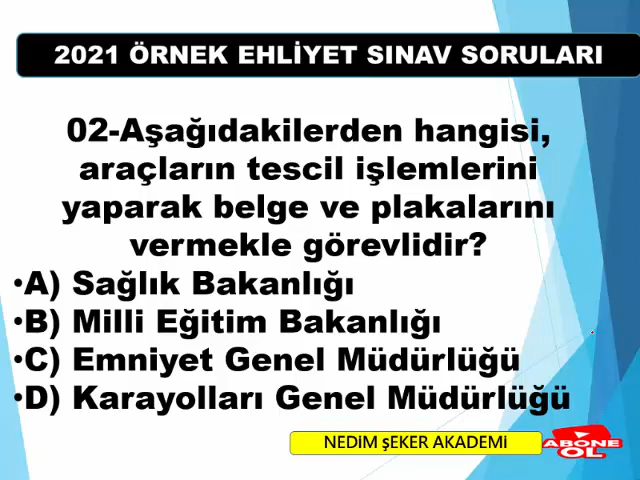 2021 ÖRNEK EHLİYET SINAV SORULARI
02-Aşağıdakilerden hangisi,
araçların tescil işlemlerini
yaparak belge ve plakalarını
vermekle görevlidir?
•A) Sağlık Bakanlığı
•B) Milli Eğitim Bakanlığı
•C) Emniyet Genel Müdürlüğü
•D) Karayolları Genel Müdürlüğü
NEDİM ŞEKER AKADEMİ
ABONE
OL